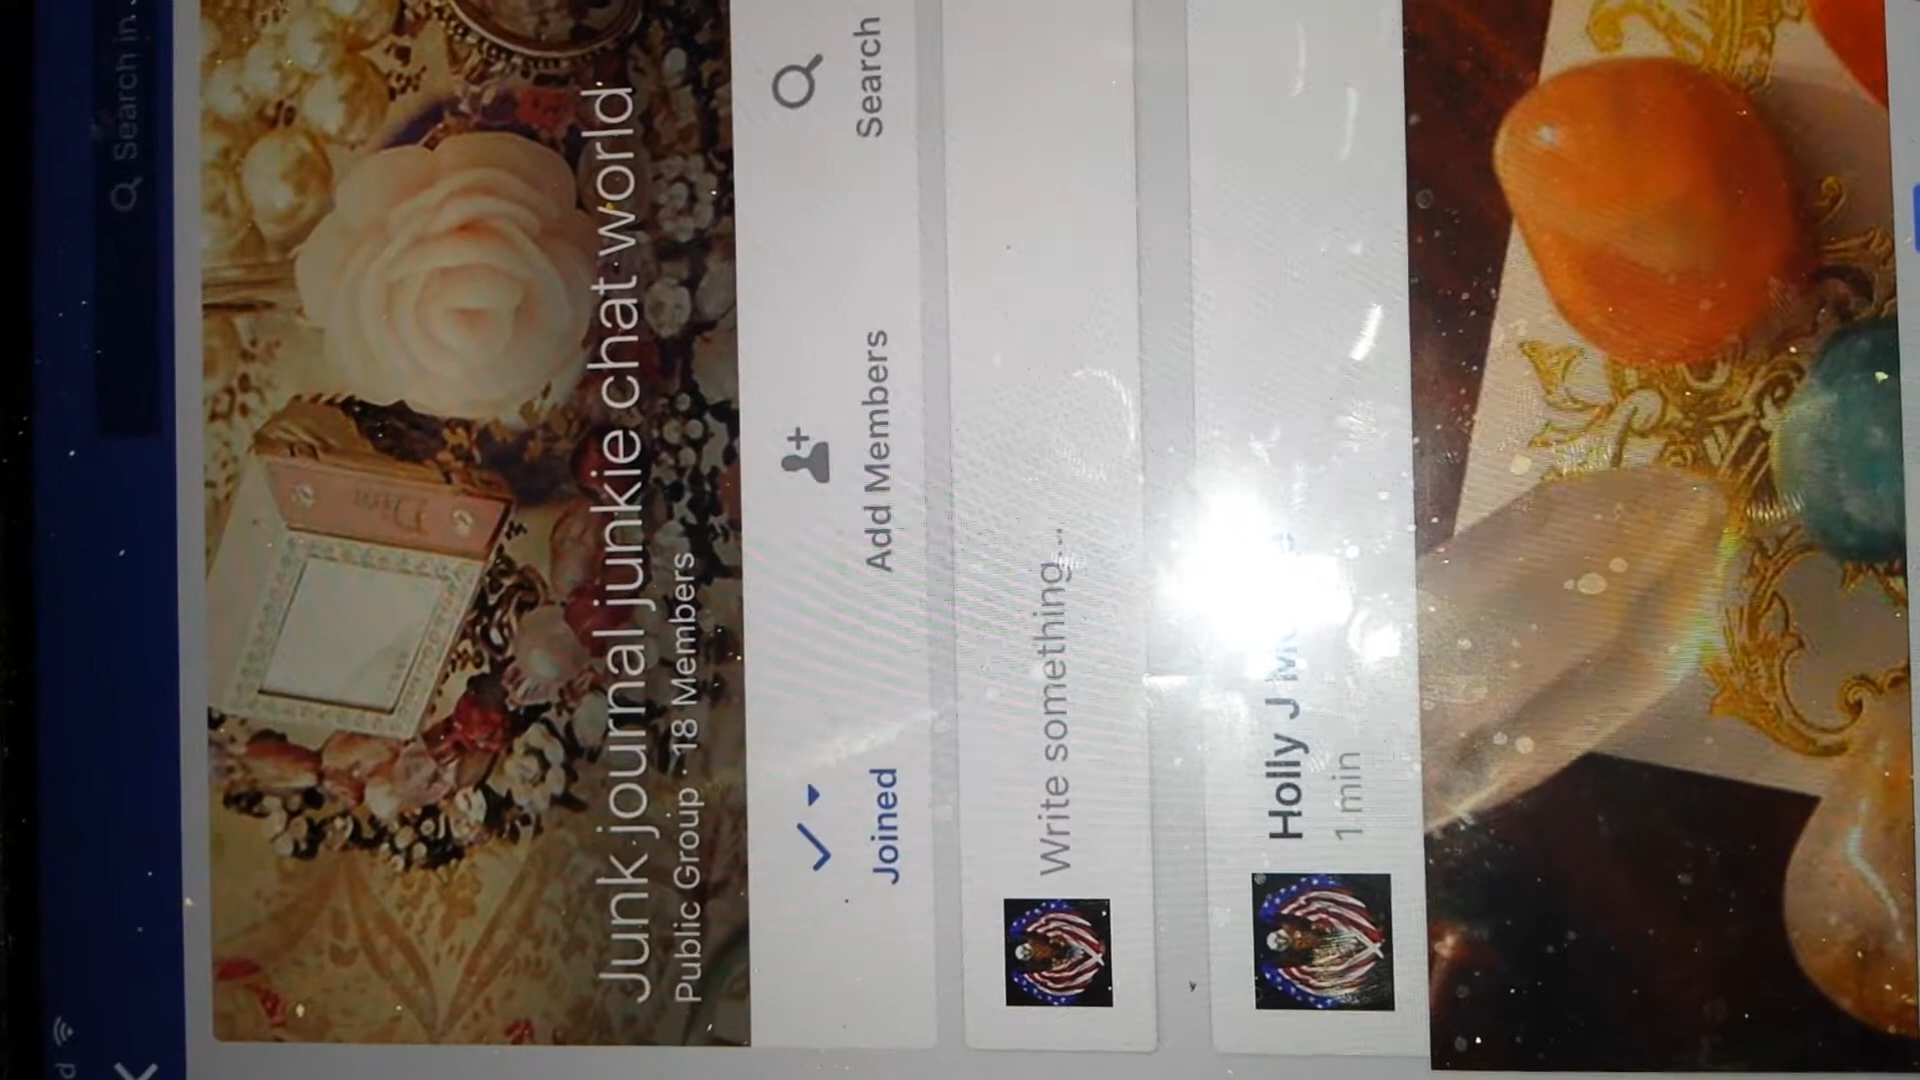 Search in
Junk journal junkie chat world
Public Group · 18 Members
Joined
Add Members
Search
Write something...
Holly J
1 min